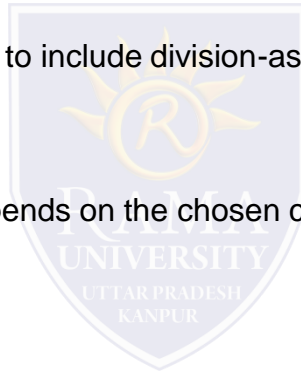 to include division-as
R
ends on the chosen c
RAMA
UNIVERSITY
UTTAR PRADESH
KANPUR